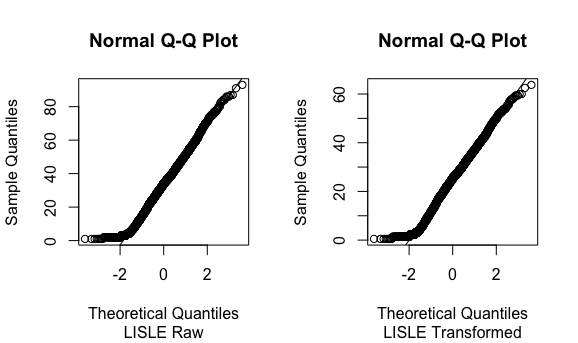 Normal Q-Q Plot
Sample Quantiles
80
60
40
20
0
-2 0 2
Theoretical Quantiles
LISLE Raw
Normal Q-Q Plot
Sample Quantiles
60
40
20
0
-2 0 2
Theoretical Quantiles
LISLE Transformed